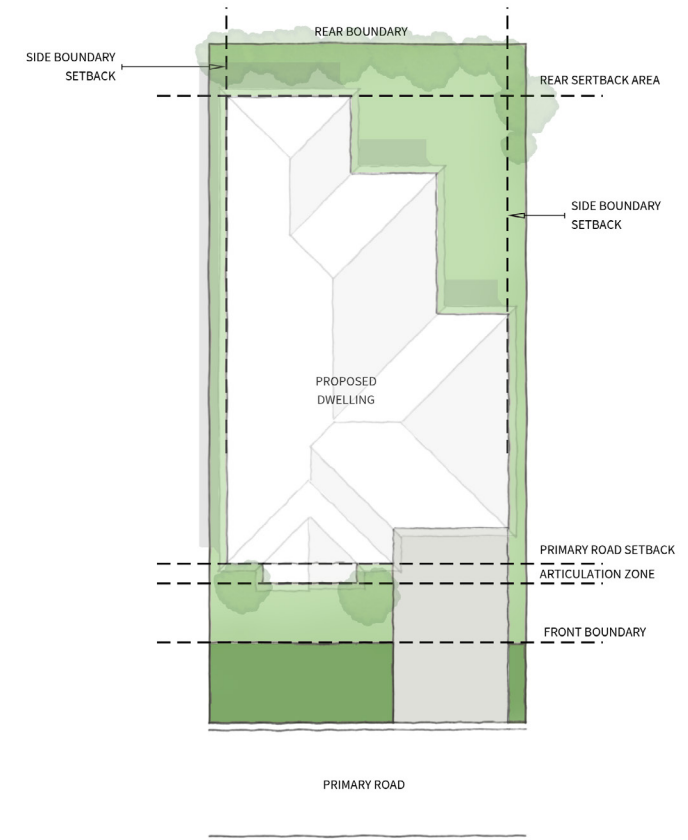 REAR BOUNDARY
SIDE BOUNDARY
SETBACK
REAR SERTBACK AREA
SIDE BOUNDARY
SETBACK
PROPOSED
DWELLING
PRIMARY ROAD SETBACK
ARTICULATION ZONE
FRONT BOUNDARY
PRIMARY ROAD